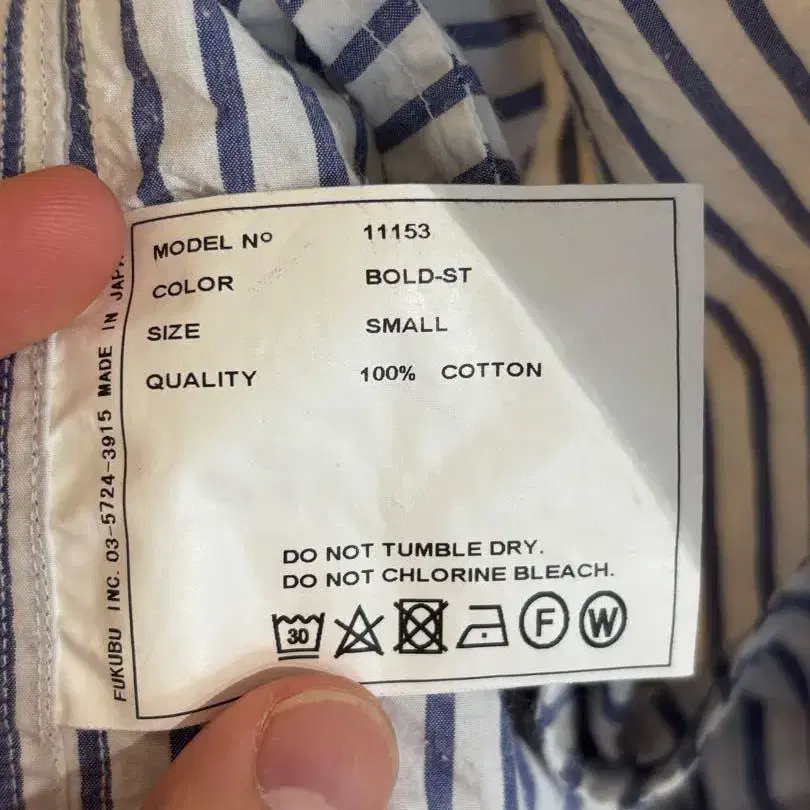 MODEL Nº 11153
COLOR BOLD-ST
SIZE SMALL
QUALITY 100% COTTON
DO NOT TUMBLE DRY.
DO NOT CHLORINE BLEACH.
30 F W
FUKUBU INC. 03-5724-3915 MADE IN